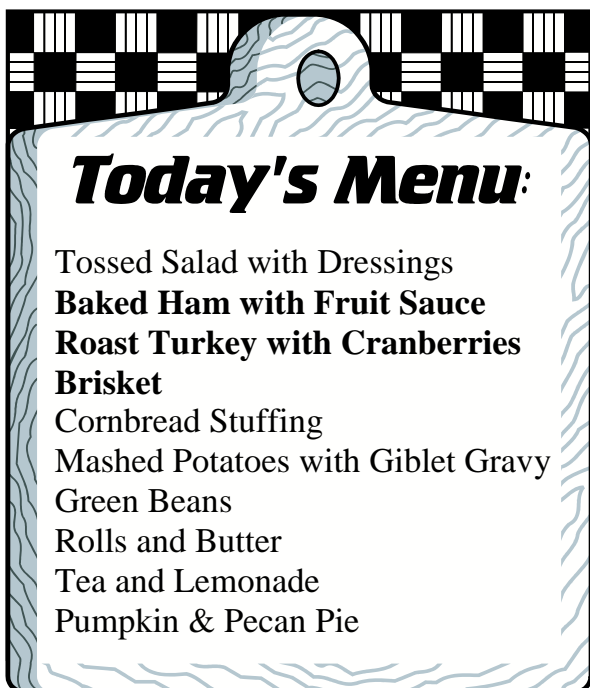 Today's Menu:
Tossed Salad with Dressings
Baked Ham with Fruit Sauce
Roast Turkey with Cranberries
Brisket
Cornbread Stuffing
Mashed Potatoes with Giblet Gravy
Green Beans
Rolls and Butter
Tea and Lemonade
Pumpkin & Pecan Pie